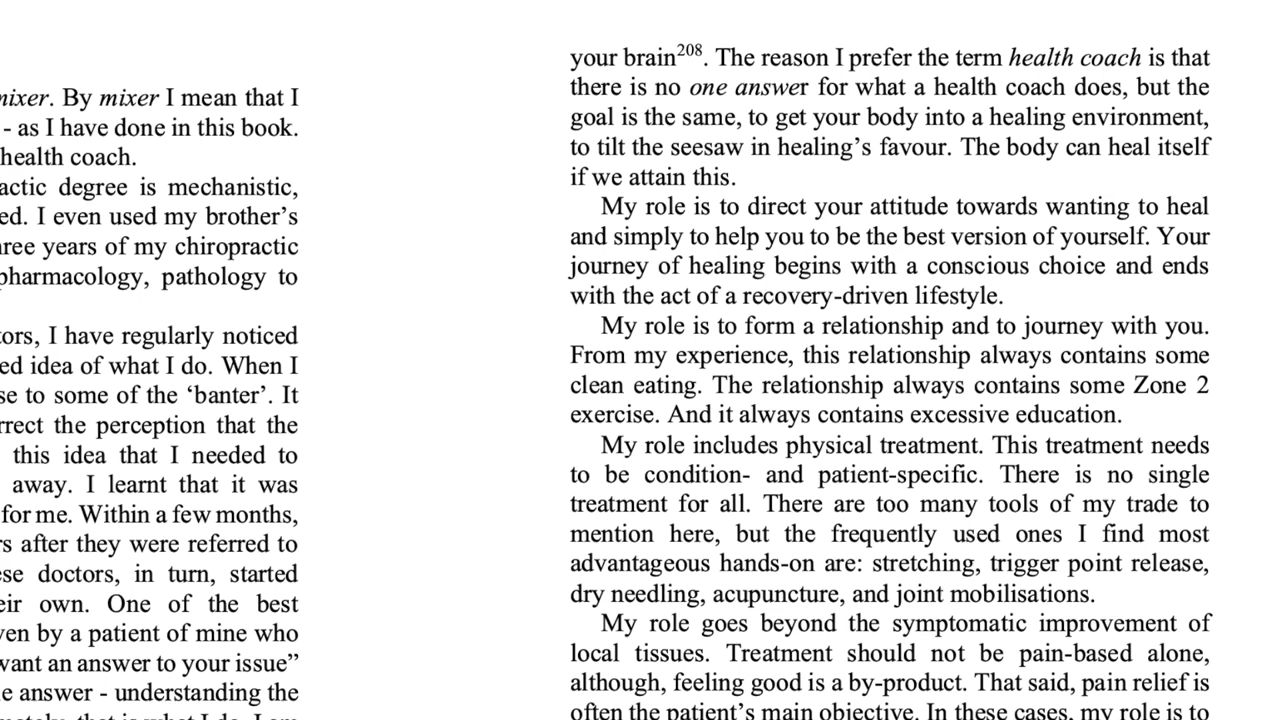 mixer. By mixer I mean that I
- as I have done in this book.
health coach.
degree is mechanistic,
I even used my brother’s
years of my chiropractic
pharmacology, pathology to
I have regularly noticed
idea of what I do. When I
to some of the ‘banter’. It
the perception that the
this idea that I needed to
away. I learnt that it was
for me. Within a few months,
after they were referred to
doctors, in turn, started
own. One of the best
by a patient of mine who
want an answer to your issue”
answer - understanding the
that is what I do. I am
your brain208. The reason I prefer the term health coach is that
there is no one answer for what a health coach does, but the
goal is the same, to get your body into a healing environment,
to tilt the seesaw in healing’s favour. The body can heal itself
if we attain this.
My role is to direct your attitude towards wanting to heal
and simply to help you to be the best version of yourself. Your
journey of healing begins with a conscious choice and ends
with the act of a recovery-driven lifestyle.
My role is to form a relationship and to journey with you.
From my experience, this relationship always contains some
clean eating. The relationship always contains some Zone 2
exercise. And it always contains excessive education.
My role includes physical treatment. This treatment needs
to be condition- and patient-specific. There is no single
treatment for all. There are too many tools of my trade to
mention here, but the frequently used ones I find most
advantageous hands-on are: stretching, trigger point release,
dry needling, acupuncture, and joint mobilisations.
My role goes beyond the symptomatic improvement of
local tissues. Treatment should not be pain-based alone,
although, feeling good is a by-product. That said, pain relief is
often the patient’s main objective. In these cases, my role is to